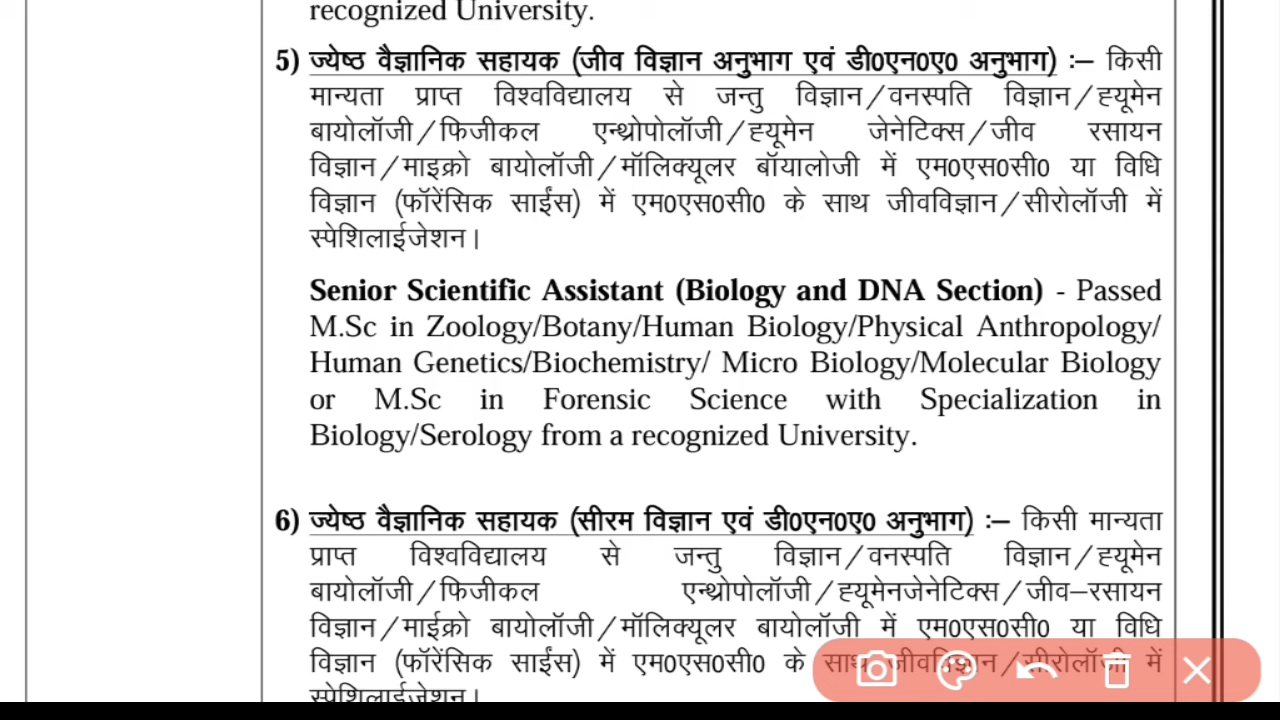 recognized University.
5) ज्येष्ठ वैज्ञानिक सहायक (जीव विज्ञान अनुभाग एवं डी0एन0ए0 अनुभाग) :– किसी
मान्यता प्राप्त विश्वविद्यालय से जन्तु विज्ञान/वनस्पति विज्ञान/ह्यूमेन
बायोलॉजी/फिजीकल एन्थ्रोपोलॉजी/ह्यूमेन जेनेटिक्स/जीव रसायन
विज्ञान/माइक्रो बायोलॉजी/मॉलिक्यूलर बॉयालोजी में एम0एस0सी0 या विधि
विज्ञान (फॉरेंसिक साईंस) में एम0एस0सी0 के साथ जीवविज्ञान/सीरोलॉजी में
स्पेशिलाईजेशन।
Senior Scientific Assistant (Biology and DNA Section) - Passed
M.Sc in Zoology/Botany/Human Biology/Physical Anthropology/
Human Genetics/Biochemistry/ Micro Biology/Molecular Biology
or M.Sc in Forensic Science with Specialization in
Biology/Serology from a recognized University.
6) ज्येष्ठ वैज्ञानिक सहायक (सीरम विज्ञान एवं डी0एन0ए0 अनुभाग) :– किसी मान्यता
प्राप्त विश्वविद्यालय से जन्तु विज्ञान/वनस्पति विज्ञान/ह्यूमेन
बायोलॉजी/फिजीकल एन्थ्रोपोलॉजी/ह्यूमेनजेनेटिक्स/जीव–रसायन
विज्ञान/माईक्रो बायोलॉजी/मॉलिक्यूलर बायोलॉजी में एम0एस0सी0 या विधि
विज्ञान (फॉरेंसिक साईंस) में एम0एस0सी0 के साथ जीवविज्ञान/सीरोलॉजी में
स्पेशिलाईजेशन।